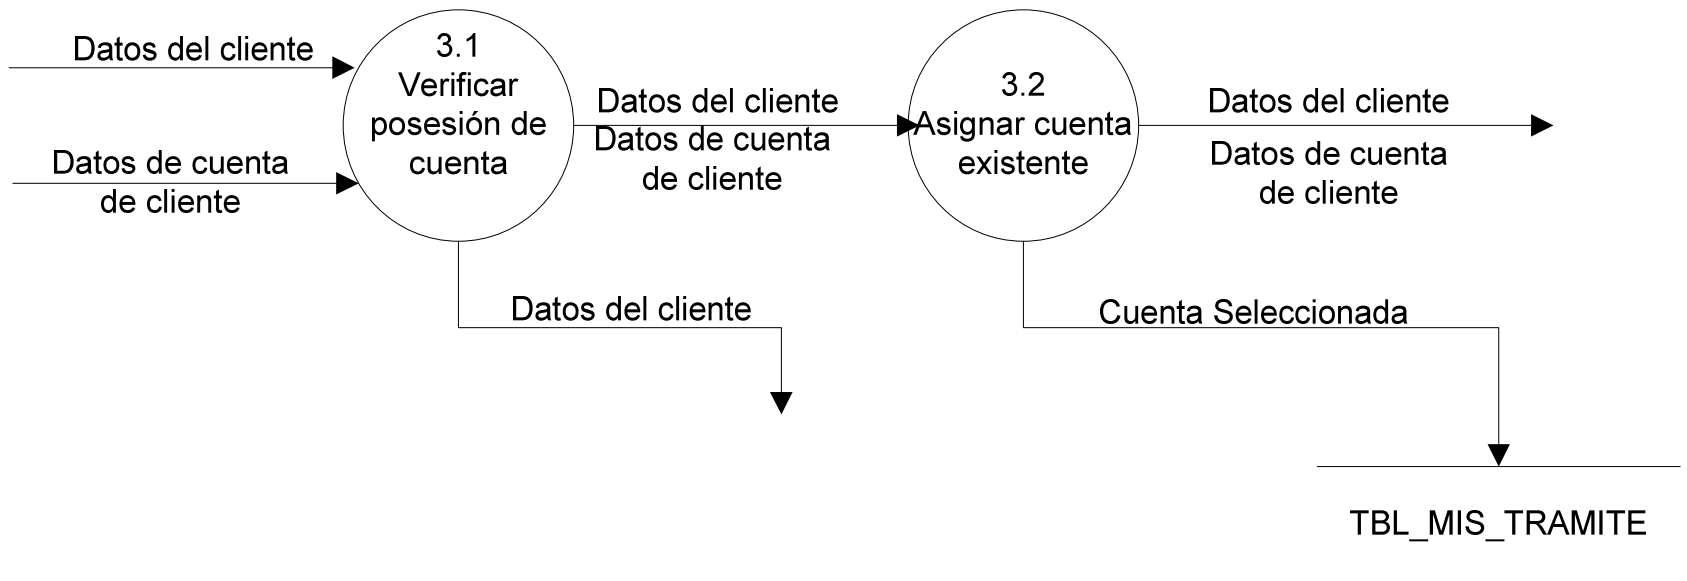 Datos del cliente
Datos de cuenta
de cliente
3.1
Verificar
posesión de
cuenta
Datos del cliente
Datos de cuenta
de cliente
3.2
Asignar cuenta
existente
Datos del cliente
Datos de cuenta
de cliente
Datos del cliente
Cuenta Seleccionada
TBL_MIS_TRAMITE